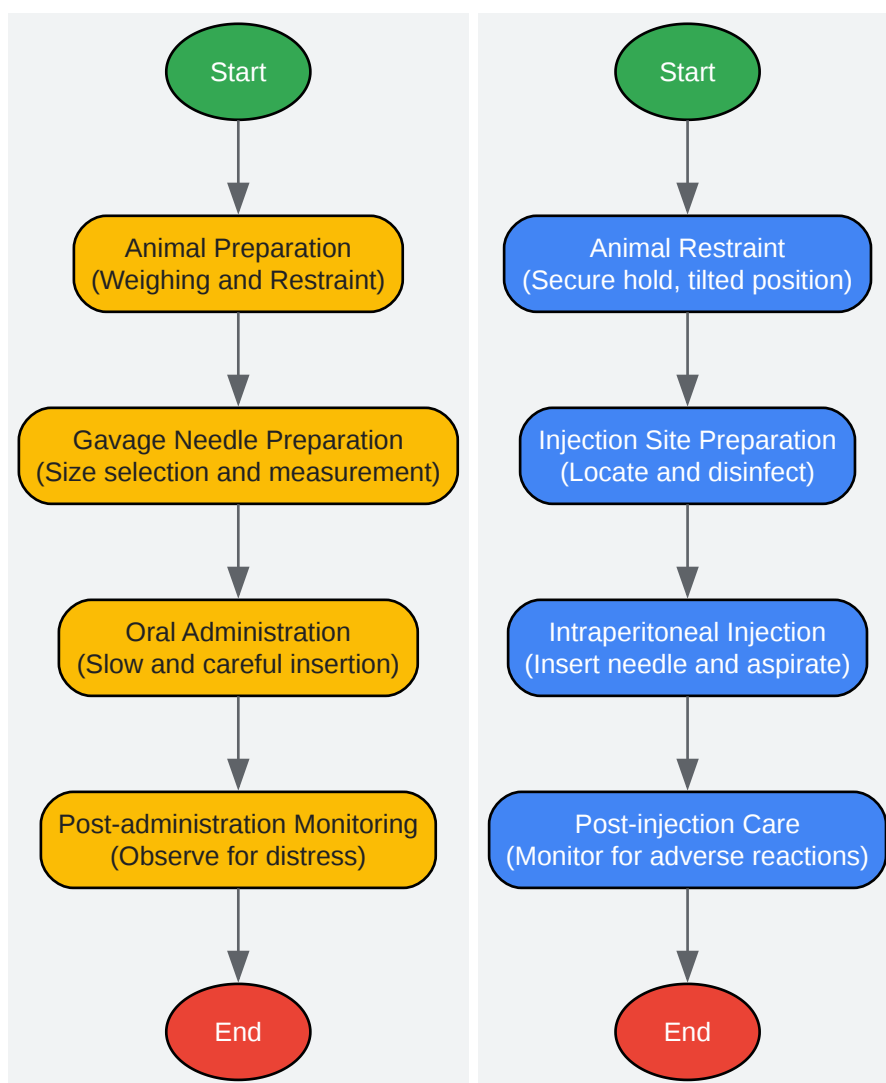 Start
Animal Preparation
(Weighing and Restraint)
Gavage Needle Preparation
(Size selection and measurement)
Oral Administration
(Slow and careful insertion)
Post-administration Monitoring
(Observe for distress)
End
Start
Animal Restraint
(Secure hold, tilted position)
Injection Site Preparation
(Locate and disinfect)
Intraperitoneal Injection
(Insert needle and aspirate)
Post-injection Care
(Monitor for adverse reactions)
End